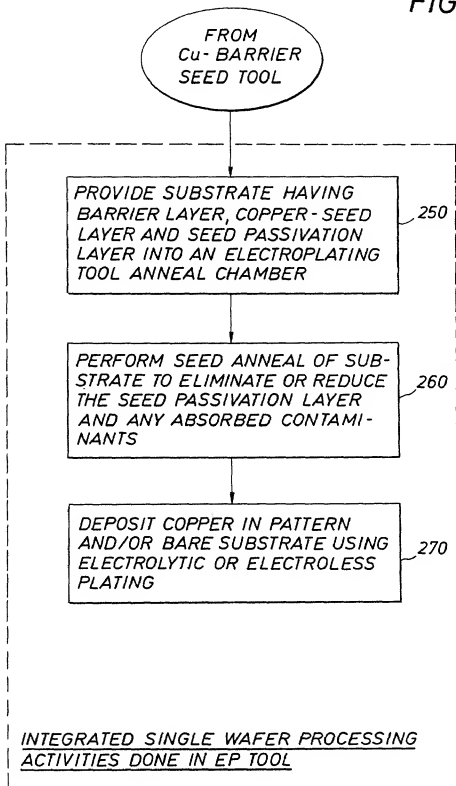 FIG
FROM
Cu- BARRIER
SEED TOOL
PROVIDE SUBSTRATE HAVING
BARRIER LAYER, COPPER-SEED
LAYER AND SEED PASSIVATION
LAYER INTO AN ELECTROPLATING
TOOL ANNEAL CHAMBER
250
PERFORM SEED ANNEAL OF SUB-
STRATE TO ELIMINATE OR REDUCE
THE SEED PASSIVATION LAYER
AND ANY ABSORBED CONTAMI-
NANTS
260
DEPOSIT COPPER IN PATTERN
AND/OR BARE SUBSTRATE USING
ELECTROLYTIC OR ELECTROLESS
PLATING
270
INTEGRATED SINGLE WAFER PROCESSING
ACTIVITIES DONE IN EP TOOL